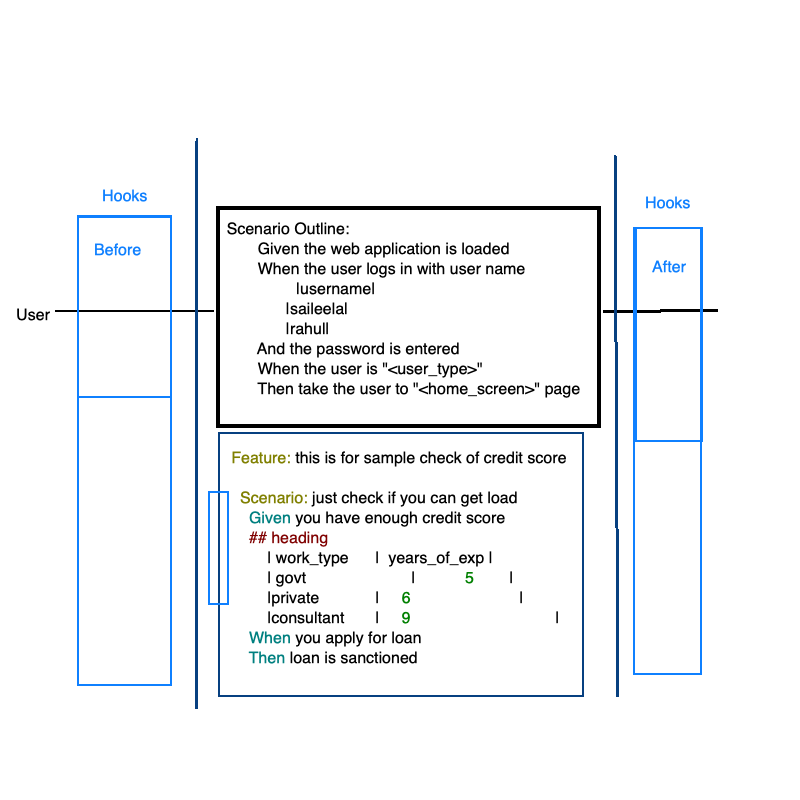 Hooks
Before
User
Scenario Outline:
Given the web application is loaded
When the user logs in with user name
|username|
|saileela|
|rahul|
And the password is entered
When the user is "<user_type>"
Then take the user to "<home_screen>" page
Feature: this is for sample check of credit score
Scenario: just check if you can get load
Given you have enough credit score
## heading
| work_type | years_of_exp |
| govt | 5 |
|private | 6 |
|consultant | 9 |
When you apply for loan
Then loan is sanctioned
Hooks
After